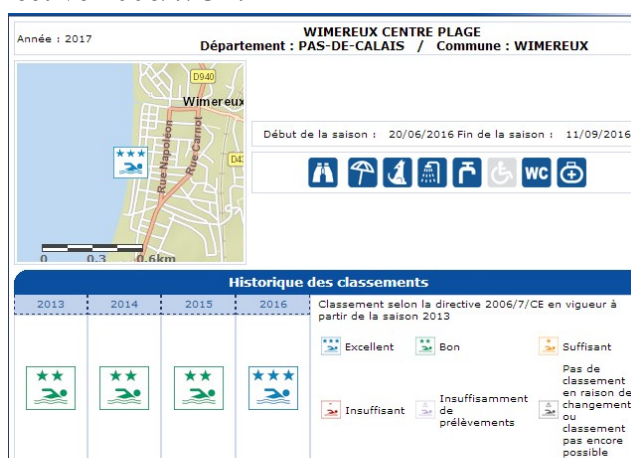 Année : 2017
WIMEREUX CENTRE PLAGE
Département : PAS-DE-CALAIS / Commune : WIMEREUX
D940
Wimereux
Rue Napoléon
Rue Carnot
0 0.3 0.6km
Début de la saison : 20/06/2016 Fin de la saison : 11/09/2016
WC
Historique des classements
2013 2014 2015 2016
Classement selon la directive 2006/7/CE en vigueur à
partir de la saison 2013
Excellent Bon Suffisant
Insuffisant
Insuffisamment
de
prélèvements
Pas de
classement
en raison de
changement
ou
classement
pas encore
possible